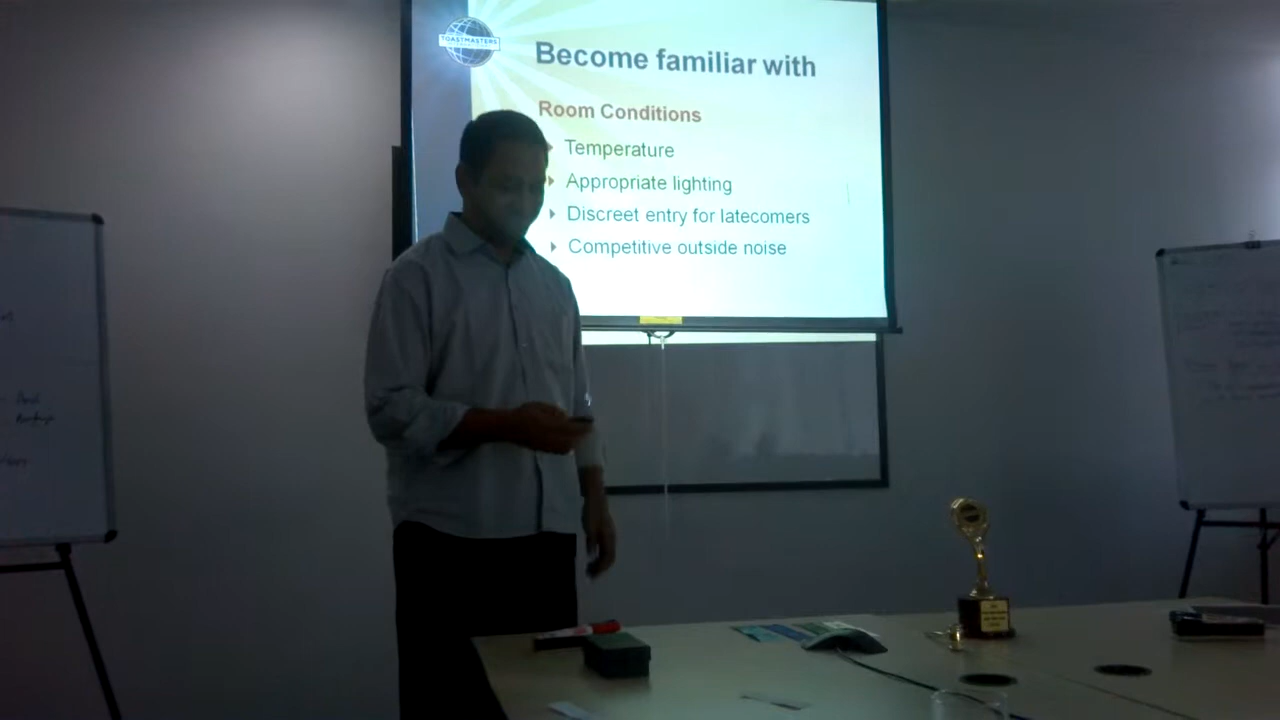 TOASTMASTERS
Become familiar with
Room Conditions
Temperature
Appropriate lighting
Discreet entry for latecomers
Competitive outside noise